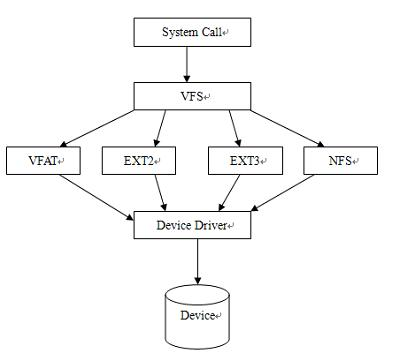 System Call
VFS
VFAT EXT2 EXT3 NFS
Device Driver
Device